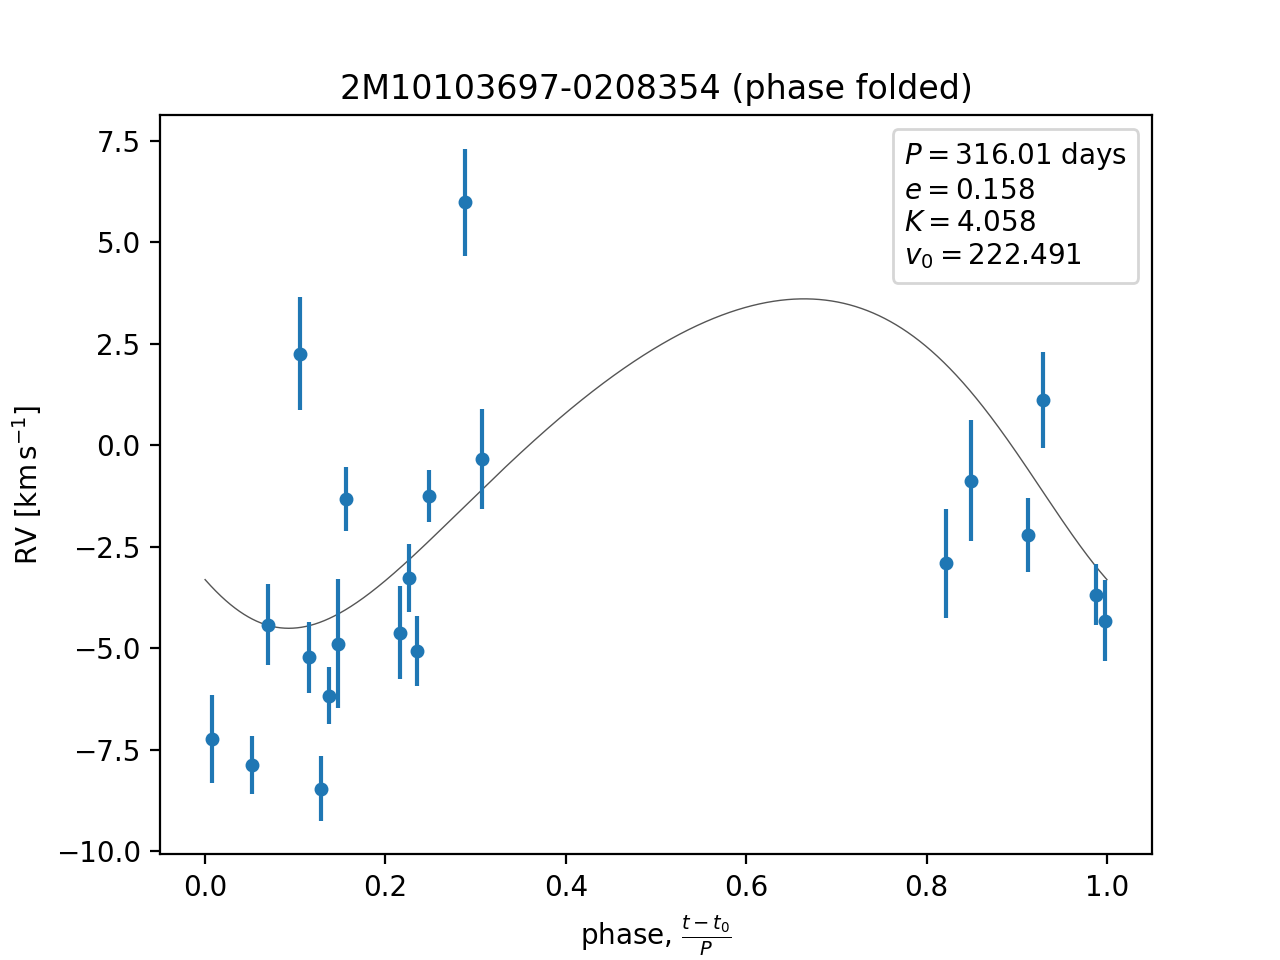 2M10103697-0208354 (phase folded)
P = 316.01 days
e = 0.158
K = 4.058
v₀ = 222.491
7.5
5.0
2.5
0.0
−2.5
−5.0
−7.5
−10.0
RV [km s⁻¹]
0.0 0.2 0.4 0.6 0.8 1.0
phase, (t − t₀)/P